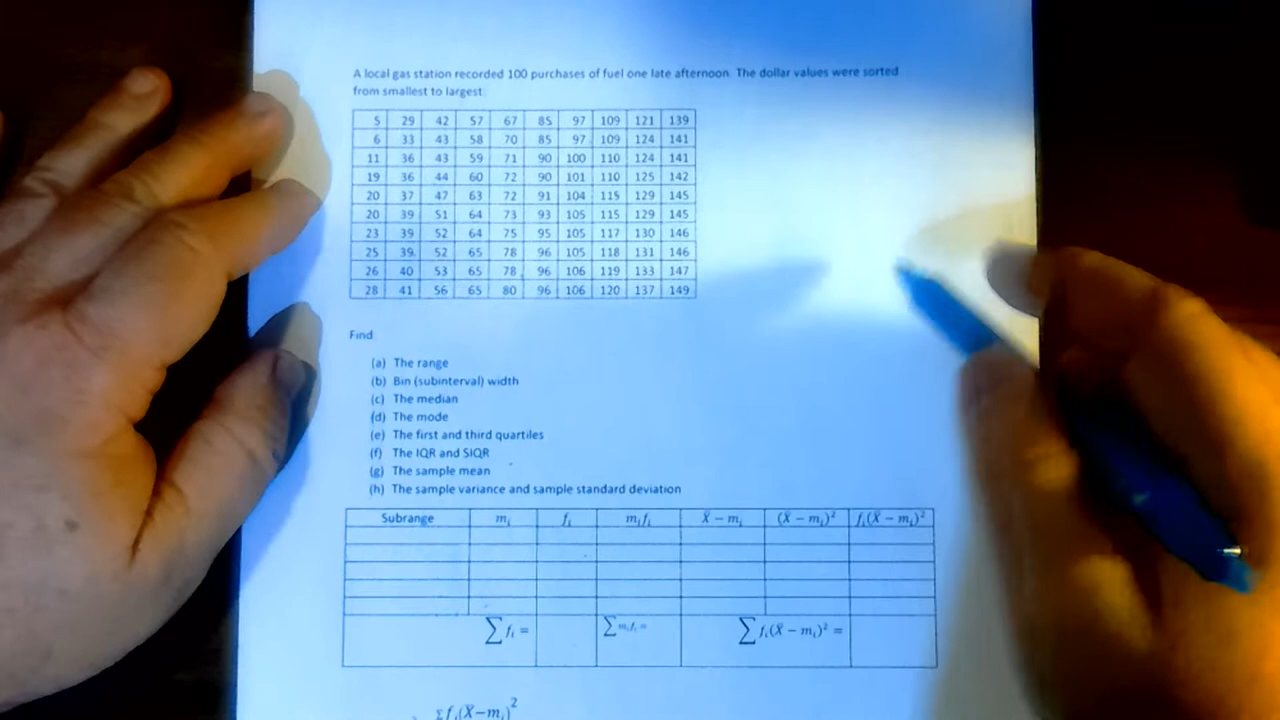 A local gas station recorded 100 purchases of fuel one late afternoon. The dollar values were sorted
from smallest to largest:
5 29 42 57 67 85 97 109 121 139
6 33 43 58 70 85 97 109 124 141
11 36 43 59 71 90 100 110 124 141
19 36 44 60 72 90 101 110 125 142
20 37 47 63 72 91 104 115 129 145
20 39 51 64 73 93 105 115 129 145
23 39 52 64 75 95 105 117 130 146
25 39 52 65 78 96 105 118 131 146
26 40 53 65 78 96 106 119 133 147
28 41 56 65 80 96 106 120 137 149
Find
(a) The range
(b) Bin (subinterval) width
(c) The median
(d) The mode
(e) The first and third quartiles
(f) The IQR and SIQR
(g) The sample mean
(h) The sample variance and sample standard deviation
Subrange mᵢ fᵢ mᵢfᵢ X̄ − mᵢ (X̄ − mᵢ)² fᵢ(X̄ − mᵢ)²
∑ fᵢ = ∑ mᵢfᵢ = ∑ fᵢ(X̄ − mᵢ)² =
Σfᵢ(X̄−mᵢ)²